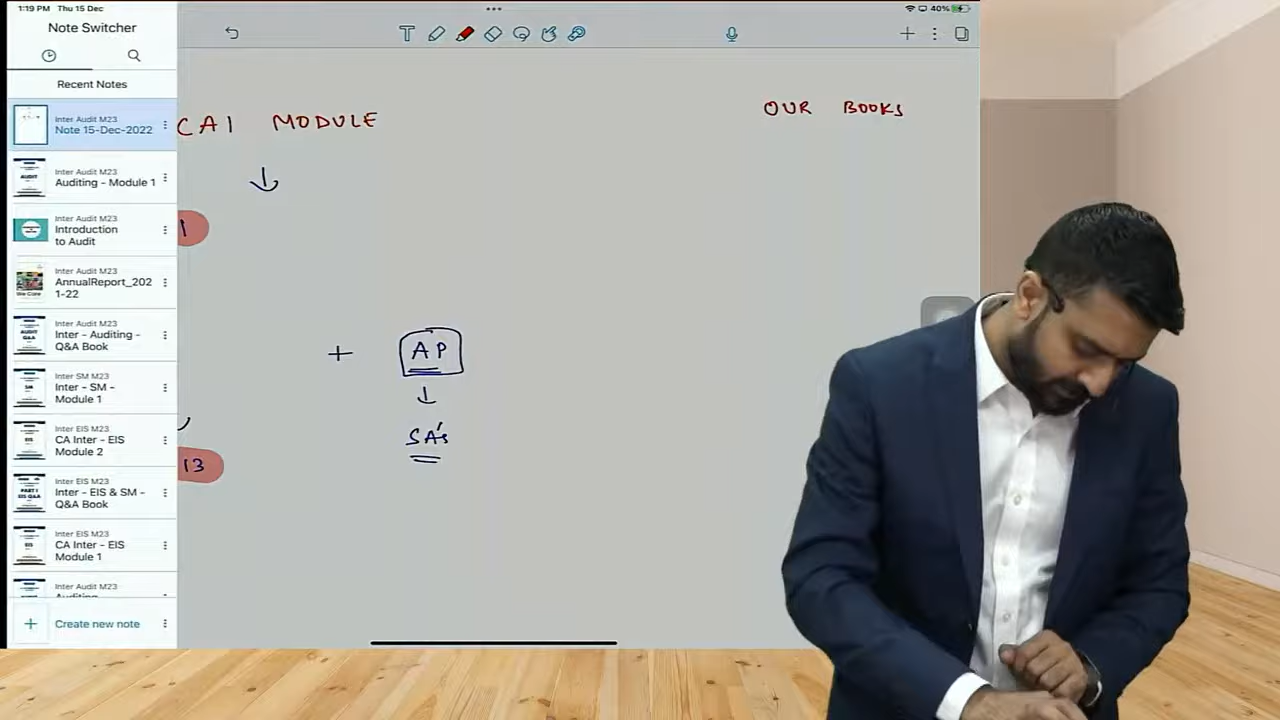 1:19 PM Thu 15 Dec
40%
Note Switcher
Recent Notes
Inter Audit M23
Note 15-Dec-2022
Inter Audit M23
Auditing - Module 1
Inter Audit M23
Introduction
to Audit
Inter Audit M23
AnnualReport_202
1-22
Inter Audit M23
Inter - Auditing -
Q&A Book
Inter SM M23
Inter - SM -
Module 1
Inter EIS M23
CA Inter - EIS
Module 2
Inter EIS M23
Inter - EIS & SM -
Q&A Book
Inter EIS M23
CA Inter - EIS
Module 1
Inter Audit M23
Auditing
Create new note
CAI MODULE
OUR BOOKS
1
+ AP
SA's
13